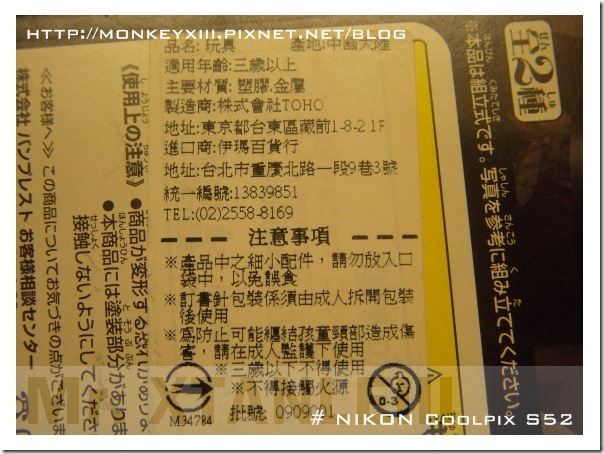 HTTP://MONKEYXIII.PIXNET.NET/BLOG
品名: 玩具 產地:中國大陸
適用年齡:三歲以上
主要材質: 塑膠.金屬
製造商:株式會社TOHO
地址:東京都台東區藏前1-8-2 1F
進口商:伊瑪百貨行
地址:台北市重慶北路一段9巷3號
統一編號:13839851
TEL:(02)2558-8169
注意事項
※產品中之細小配件，請勿放入口
袋中，以免誤食
※訂書針包裝係須由成人拆開包裝
後使用
※為防止可能纏結孩童頸部造成傷
害，請在成人監護下使用
※三歲以下不得使用
※不得接觸火源
M34784
0-3
批號: 0909801
全2種
※本品は組立式です。写真を参考に組み立ててください。
《使用上の注意》
●商品が変形する恐れがあ
●本商品には塗装部分があります
接触しないようにしてくださ
≪お客様へ≫ この商品についてお気づきの点がございま
株式会社 バンプレスト お客様相談センター
# NIKON Coolpix S52